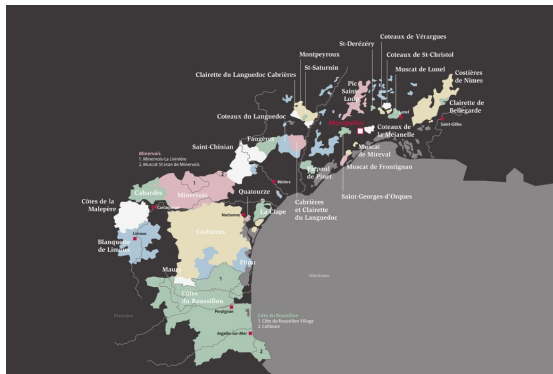 St-Derézéry
Coteaux de Vérargues
Montpeyroux
Coteaux de St-Christol
St-Saturnin
Muscat de Lunel
Clairette du Languedoc Cabrières
Costières
de Nîmes
Pic
Saint-
Loup
Clairette de
Bellegarde
Lunel
Coteaux du Languedoc
Montpellier
Saint-Gilles
Faugères
Coteaux de
la Méjanelle
Saint-Chinian
Minervois
1. Minervois-La Livinière
2. Muscat St Jean de Minervois
Muscat
de Mireval
Picpoul
de Pinet
Muscat de Frontignan
Béziers
Cabardès
Minervois
Quatourze
Saint-Georges-d'Orques
Côtes de la
Malepère
Cabrières
et Clairette
du Languedoc
Narbonne
La Clape
Limoux
Corbières
Blanquette
de Limoux
Fitou
Maury
1
Côtes
du Roussillon
Perpignan
Côte du Roussillon
1. Côte du Roussillon Village
2. Collioure
Argelès-sur-Mer
2